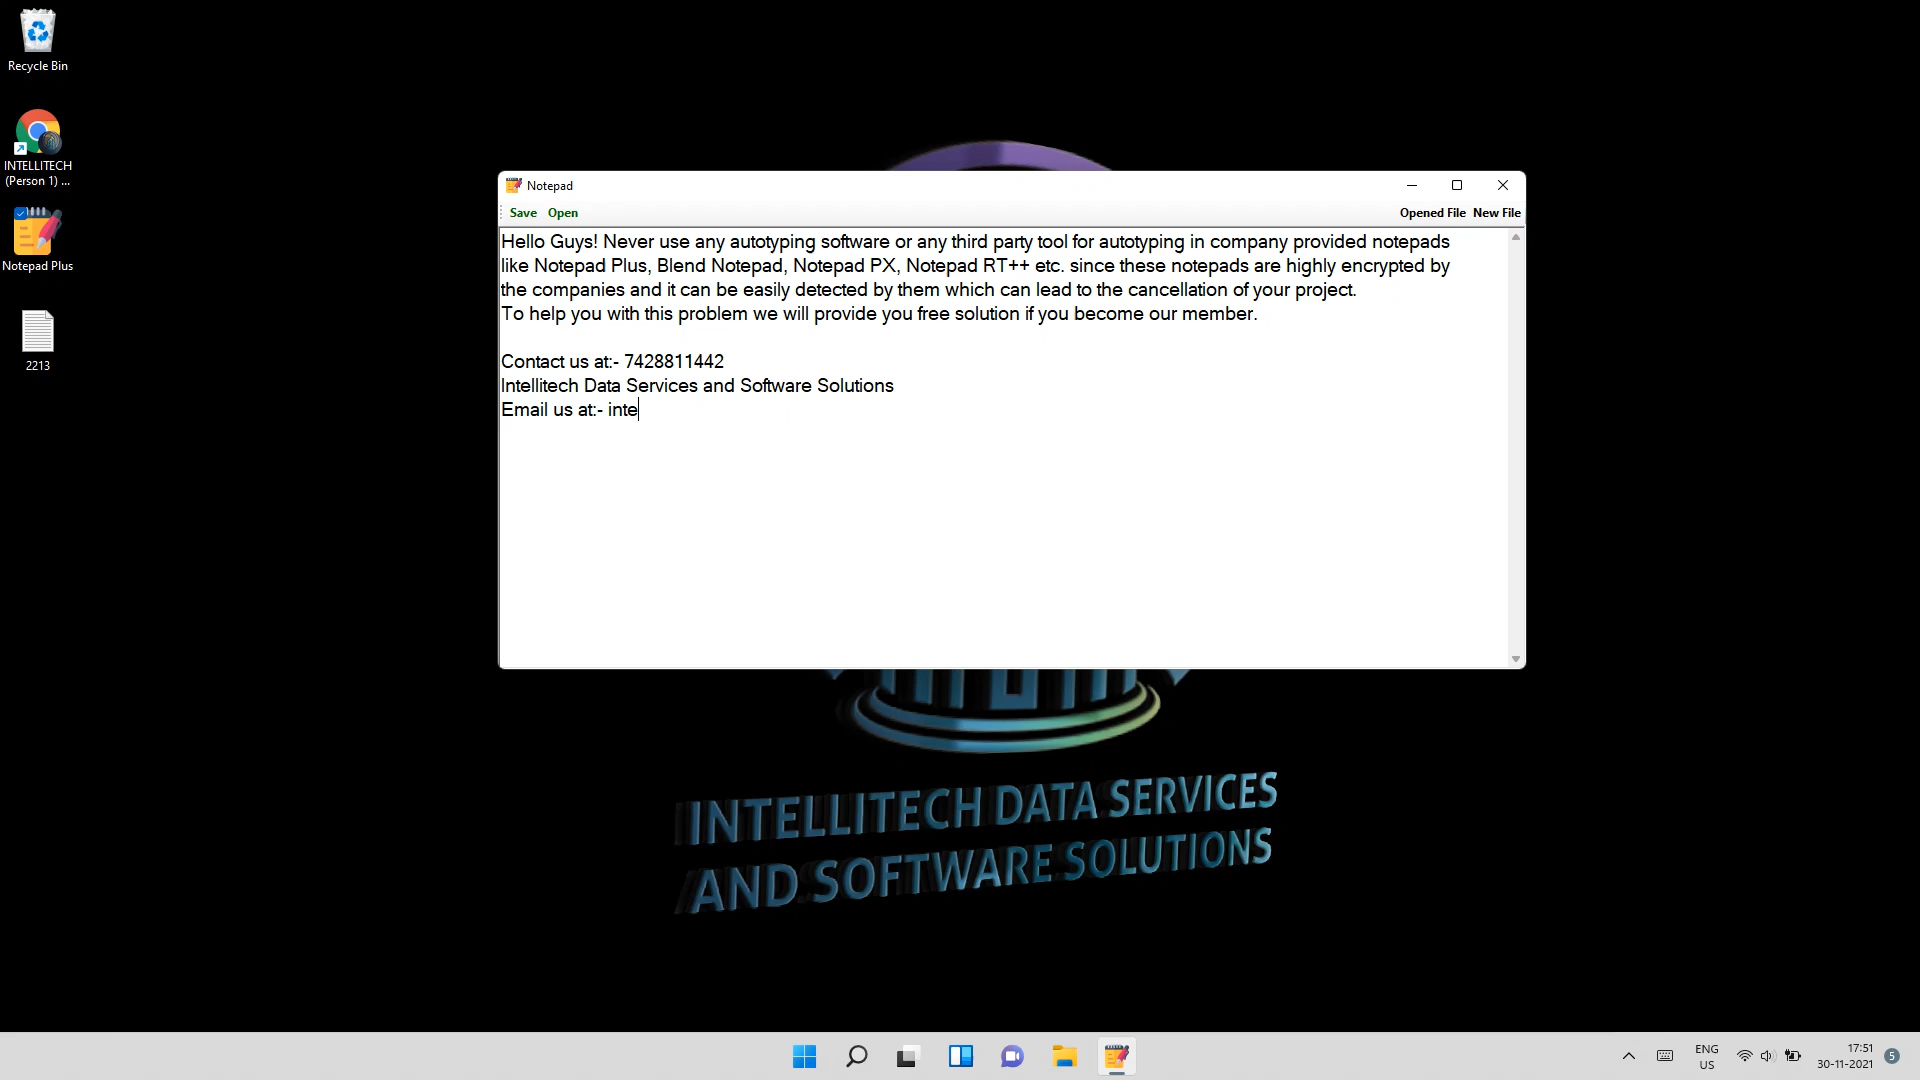 Recycle Bin
INTELLITECH
(Person 1) ...
Notepad Plus
2213
Notepad
Save Open
Opened File New File
Hello Guys! Never use any autotyping software or any third party tool for autotyping in company provided notepads
like Notepad Plus, Blend Notepad, Notepad PX, Notepad RT++ etc. since these notepads are highly encrypted by
the companies and it can be easily detected by them which can lead to the cancellation of your project.
To help you with this problem we will provide you free solution if you become our member.
Contact us at:- 7428811442
Intellitech Data Services and Software Solutions
Email us at:- inte
INTELLITECH DATA SERVICES
AND SOFTWARE SOLUTIONS
ENG
US
17:51
30-11-2021
5